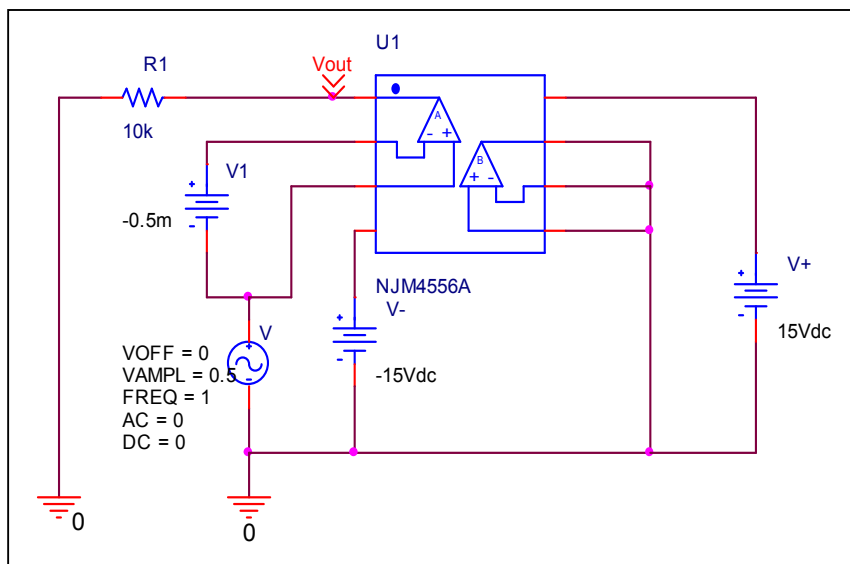 U1
R1
Vout
10k
A
- +
B
+ -
V1
+
-0.5m
-
NJM4556A
V-
+
-
-15Vdc
V+
+
-
15Vdc
V
+
-
VOFF = 0
VAMPL = 0.5
FREQ = 1
AC = 0
DC = 0
0
0